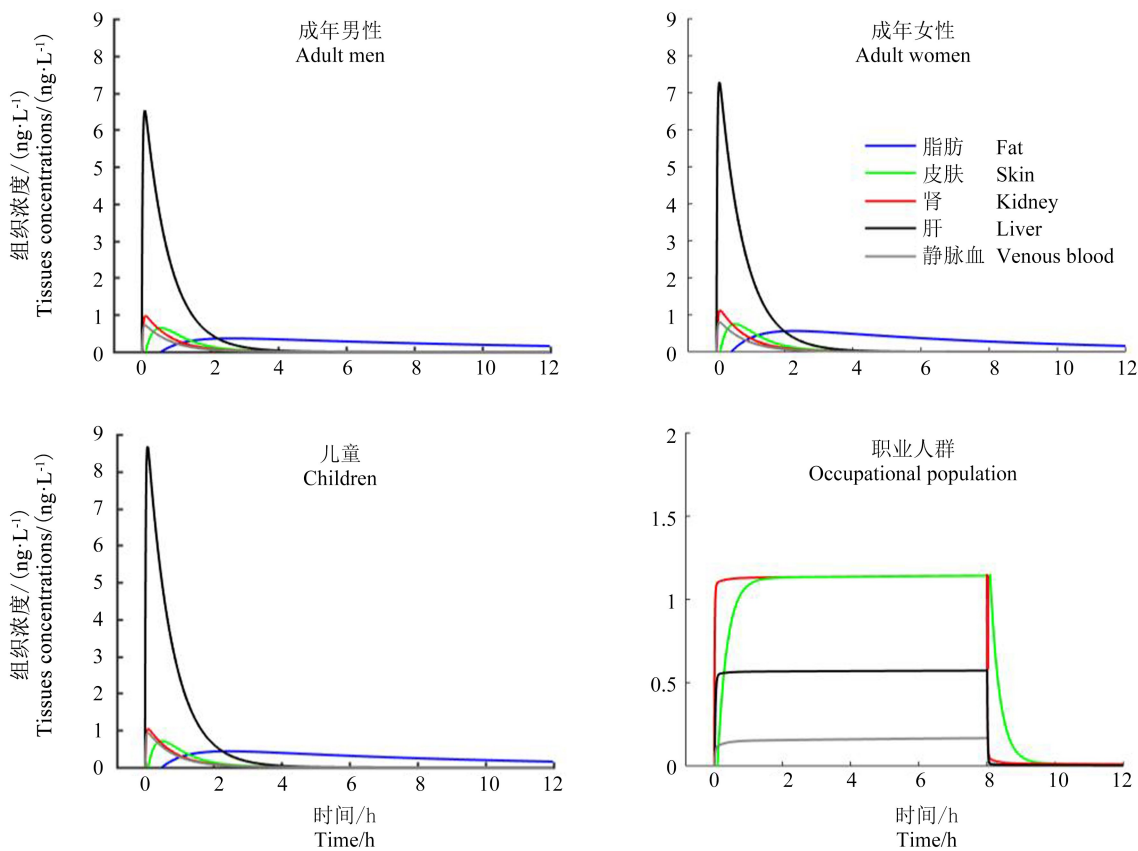 成年男性
Adult men
组织浓度/(ng·L⁻¹)
Tissues concentrations/(ng·L⁻¹)
9
8
7
6
5
4
3
2
1
0
0 2 4 6 8 10 12
成年女性
Adult women
9
8
7
6
5
4
3
2
1
0
脂肪 Fat
皮肤 Skin
肾 Kidney
肝 Liver
静脉血 Venous blood
0 2 4 6 8 10 12
儿童
Children
组织浓度/(ng·L⁻¹)
Tissues concentrations/(ng·L⁻¹)
9
8
7
6
5
4
3
2
1
0
0 2 4 6 8 10 12
时间/h
Time/h
职业人群
Occupational population
2
1.5
1
0.5
0
0 2 4 6 8 10 12
时间/h
Time/h